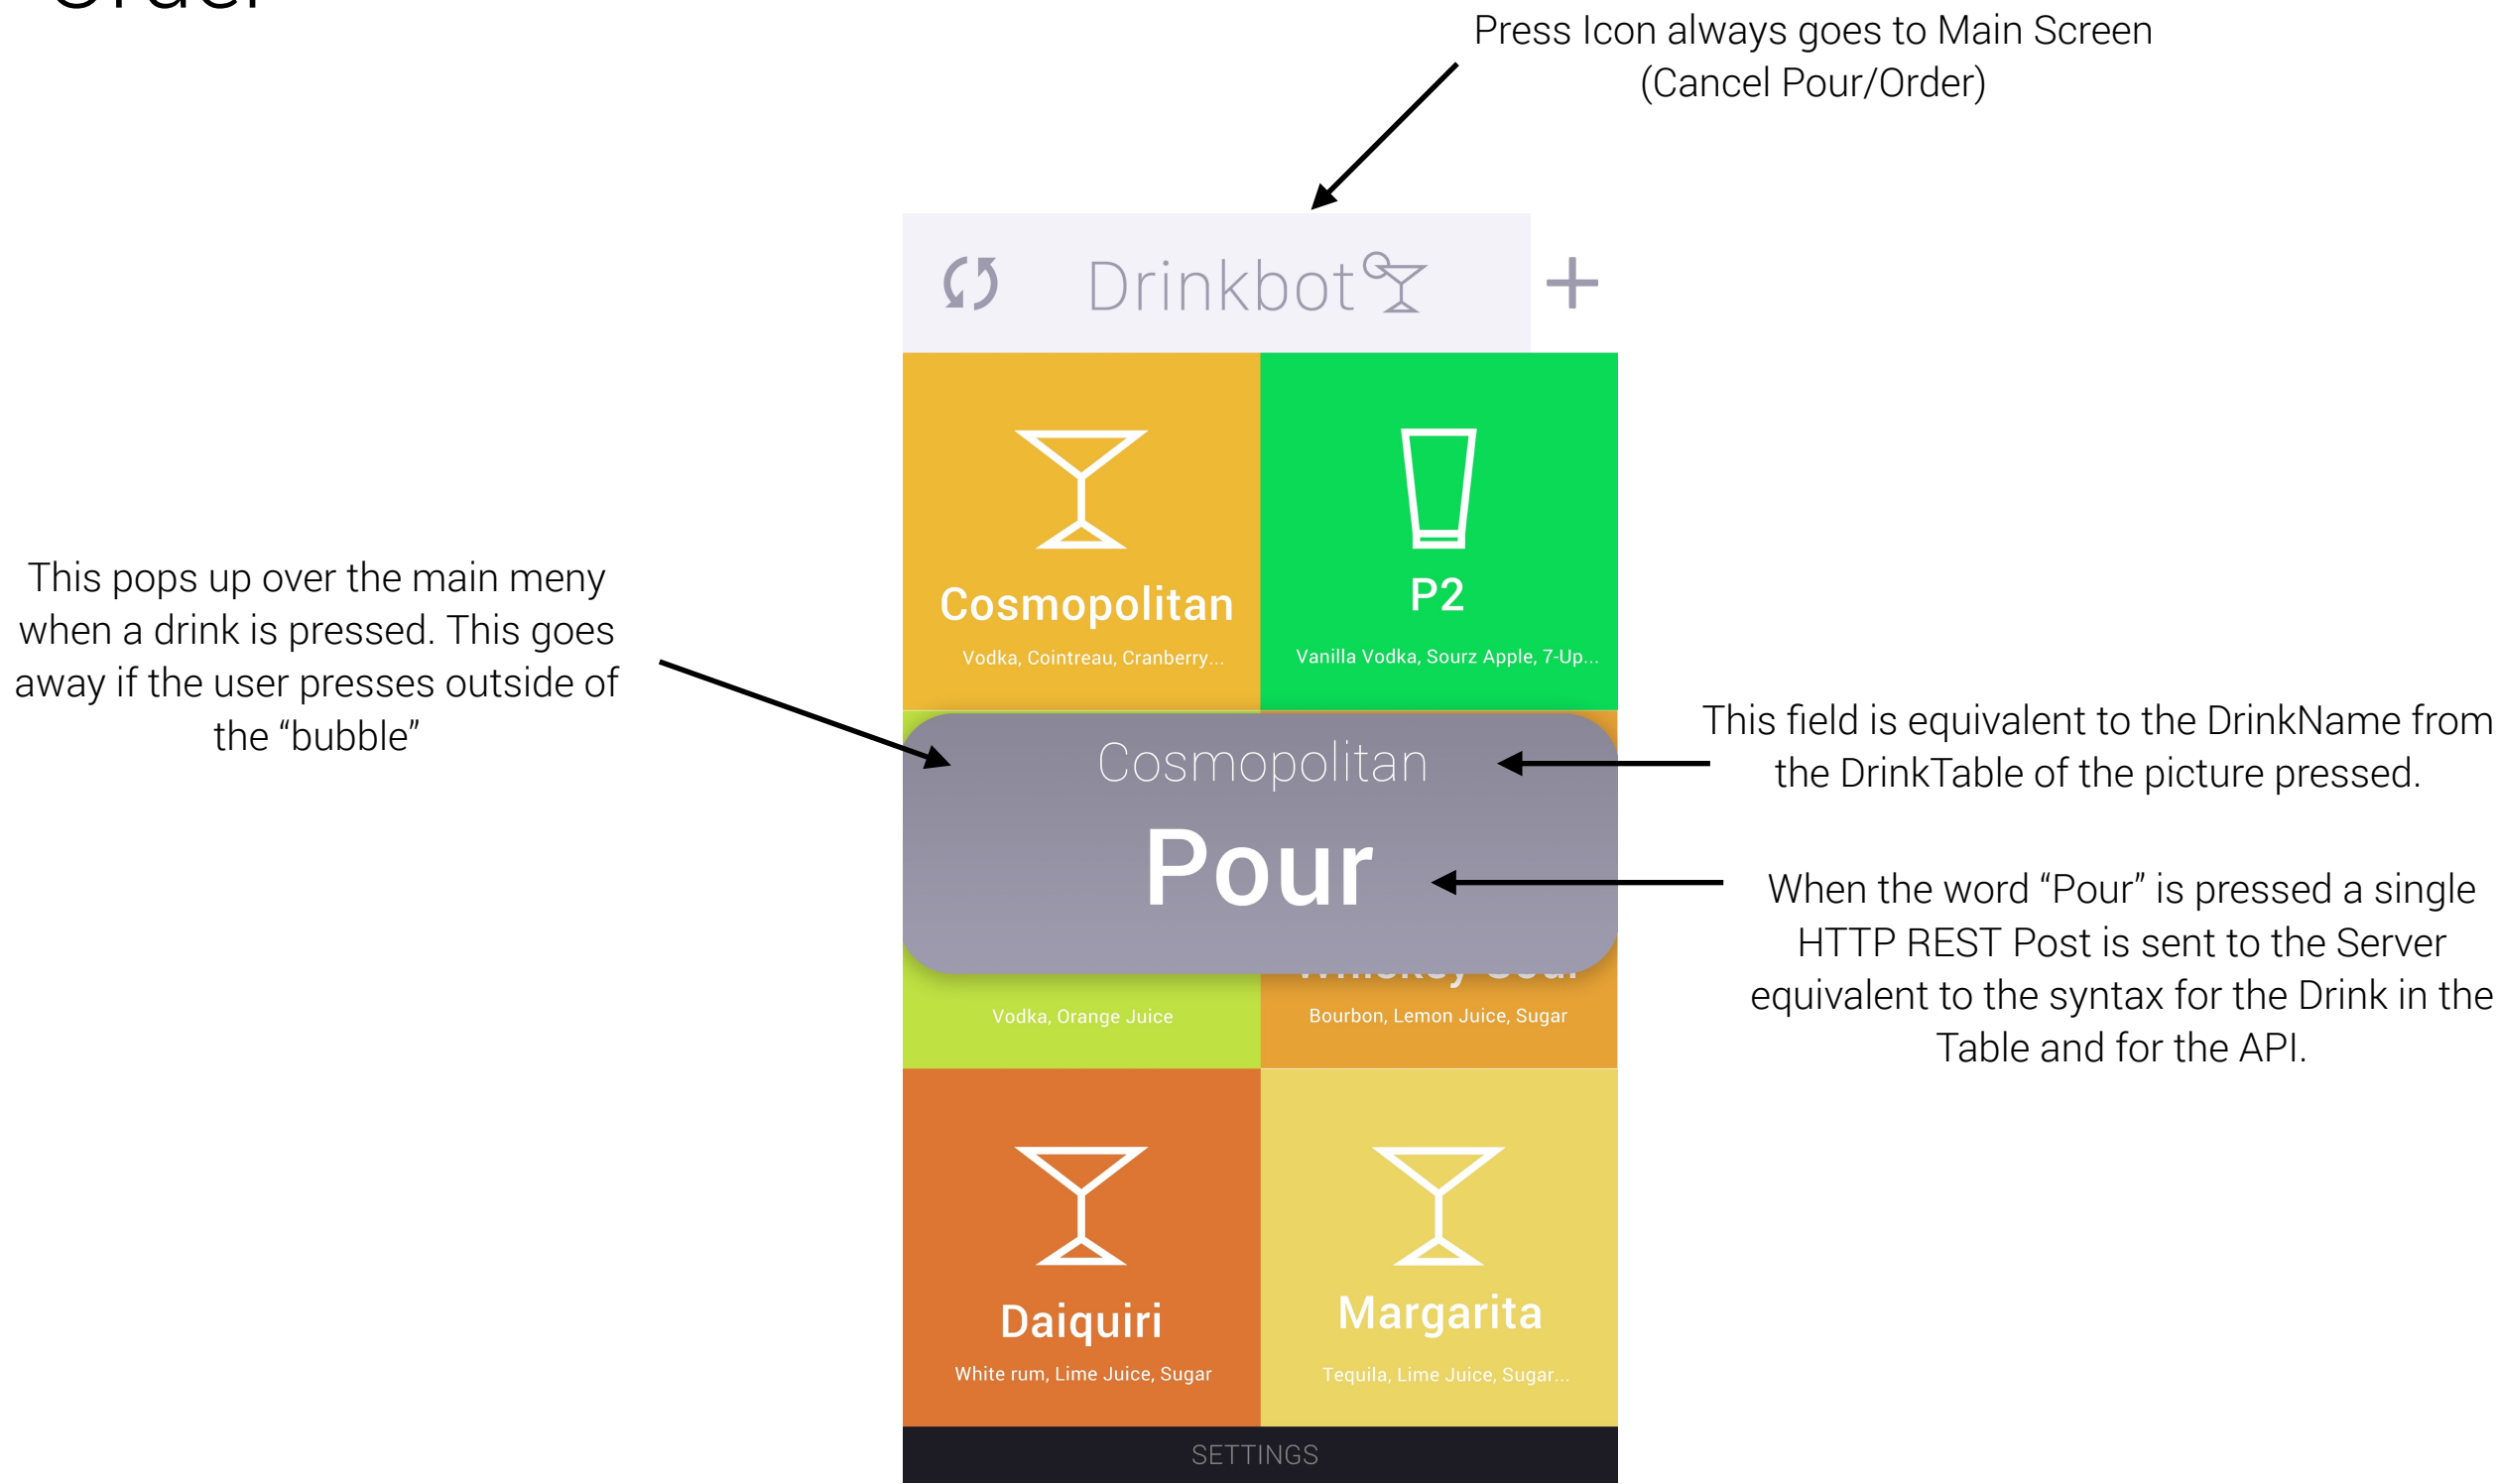 Order
Press Icon always goes to Main Screen
(Cancel Pour/Order)
Drinkbot
Cosmopolitan
Vodka, Cointreau, Cranberry...
P2
Vanilla Vodka, Sourz Apple, 7-Up...
This pops up over the main meny
when a drink is pressed. This goes
away if the user presses outside of
the “bubble”
Cosmopolitan
Pour
This field is equivalent to the DrinkName from
the DrinkTable of the picture pressed.
When the word “Pour” is pressed a single
HTTP REST Post is sent to the Server
equivalent to the syntax for the Drink in the
Table and for the API.
Whiskey Sour
Vodka, Orange Juice
Bourbon, Lemon Juice, Sugar
Daiquiri
White rum, Lime Juice, Sugar
Margarita
Tequila, Lime Juice, Sugar...
SETTINGS